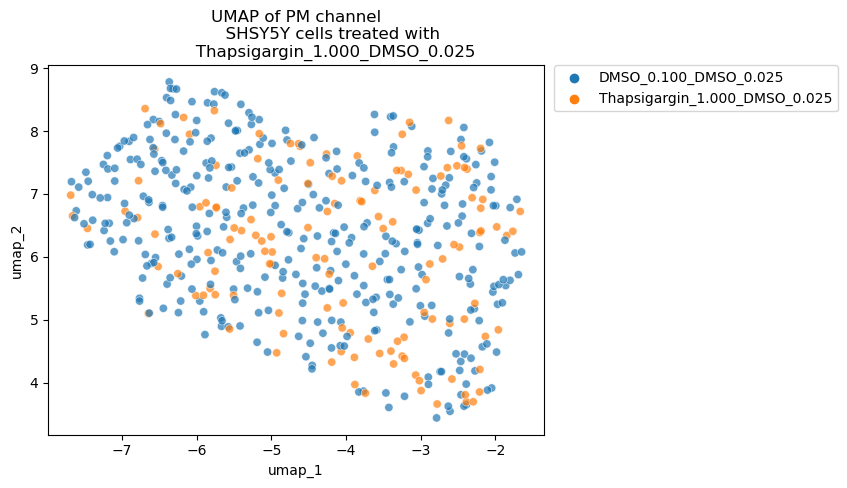 UMAP of PM channel
SHSY5Y cells treated with
Thapsigargin_1.000_DMSO_0.025
DMSO_0.100_DMSO_0.025
Thapsigargin_1.000_DMSO_0.025
9
8
7
6
5
4
umap_2
−7
−6
−5
−4
−3
−2
umap_1